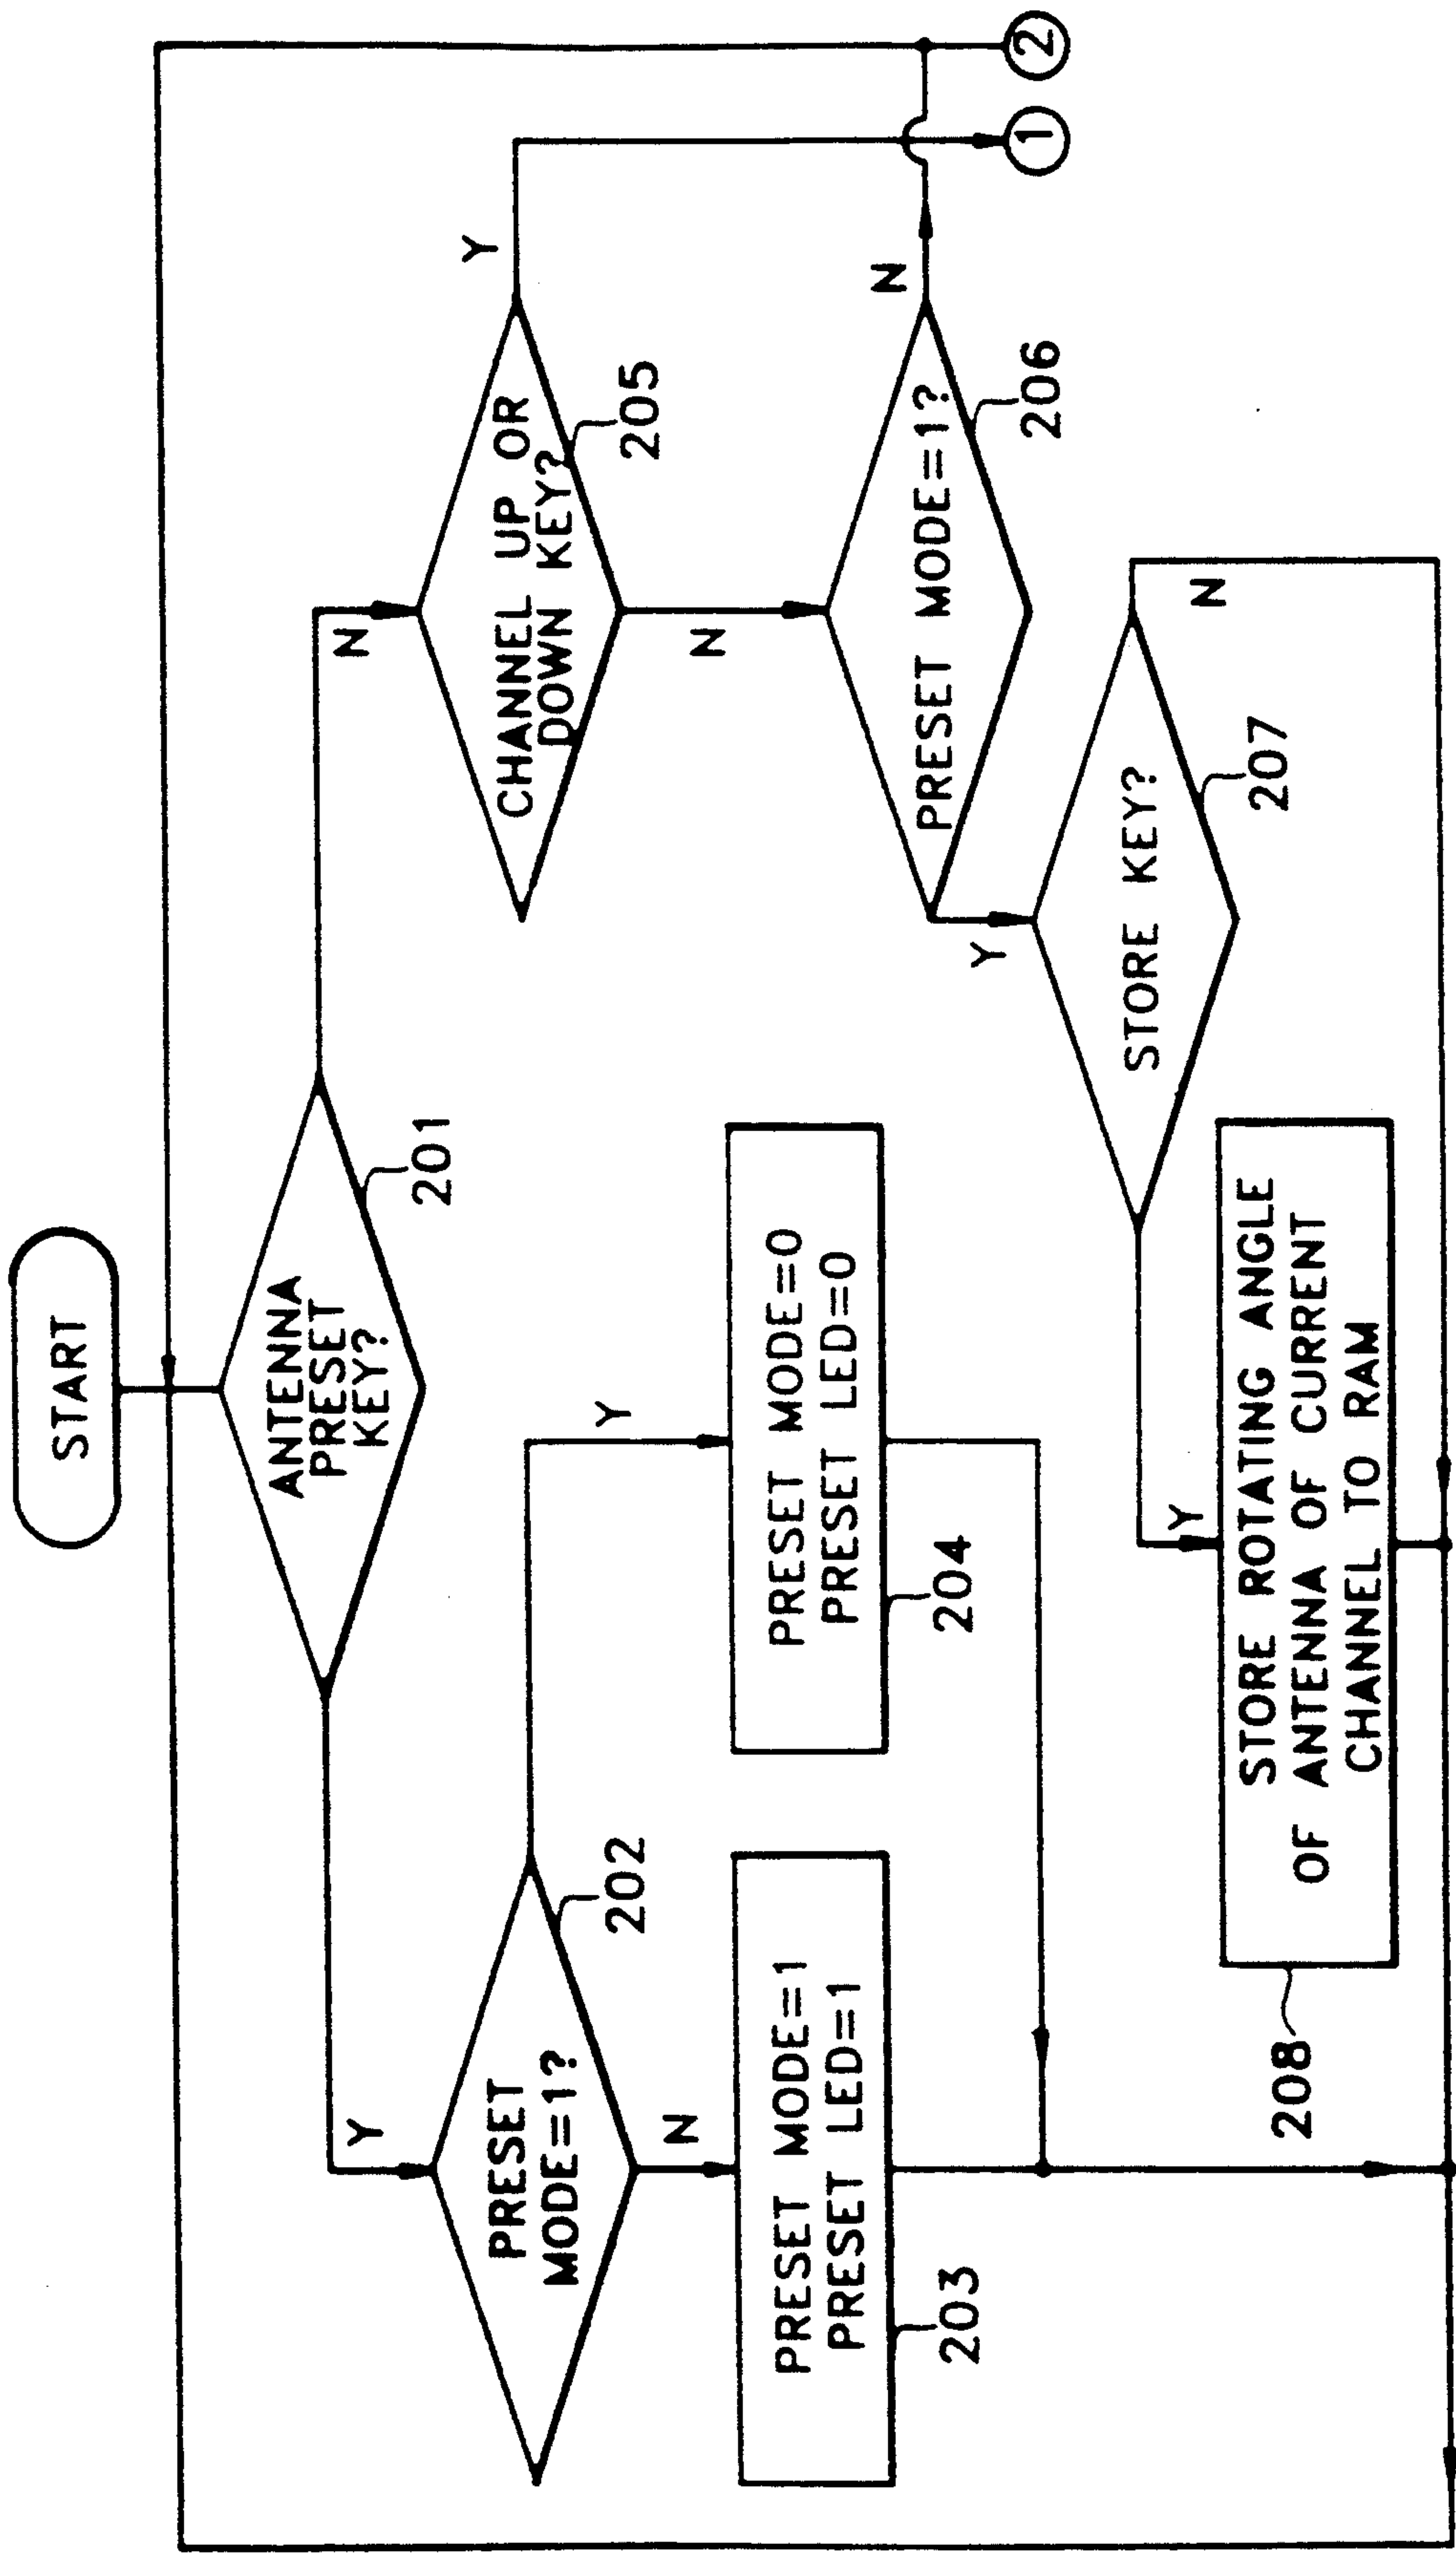 START
ANTENNA
PRESET
KEY?
201
Y
N
PRESET
MODE=1?
202
N
Y
PRESET MODE=1
PRESET LED=1
203
PRESET MODE=0
PRESET LED=0
204
CHANNEL UP OR
DOWN KEY?
205
Y
N
PRESET MODE=1?
206
N
Y
STORE KEY?
207
N
Y
STORE ROTATING ANGLE
OF ANTENNA OF CURRENT
CHANNEL TO RAM
208
1
2